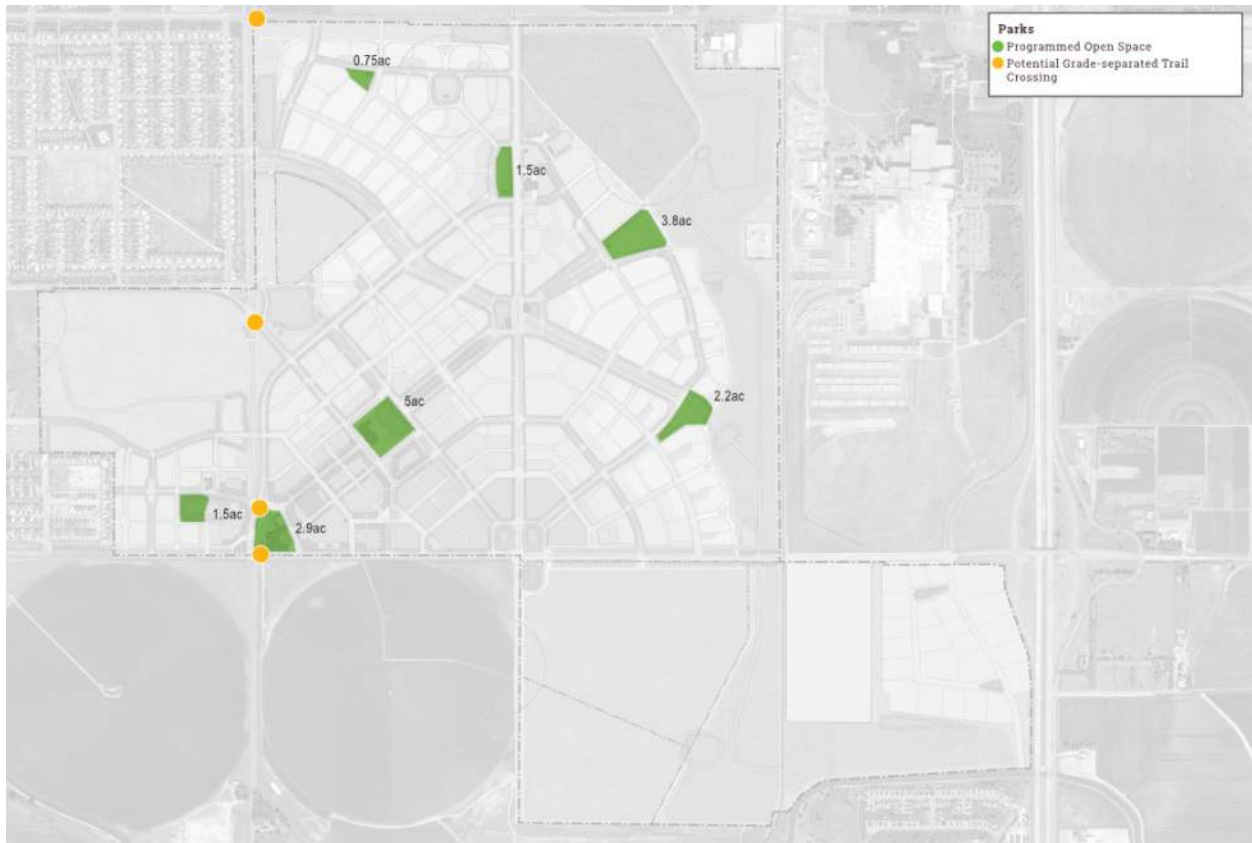 Parks
Programmed Open Space
Potential Grade-separated Trail
Crossing
0.75ac
1.5ac
3.8ac
5ac
2.2ac
1.5ac
2.9ac